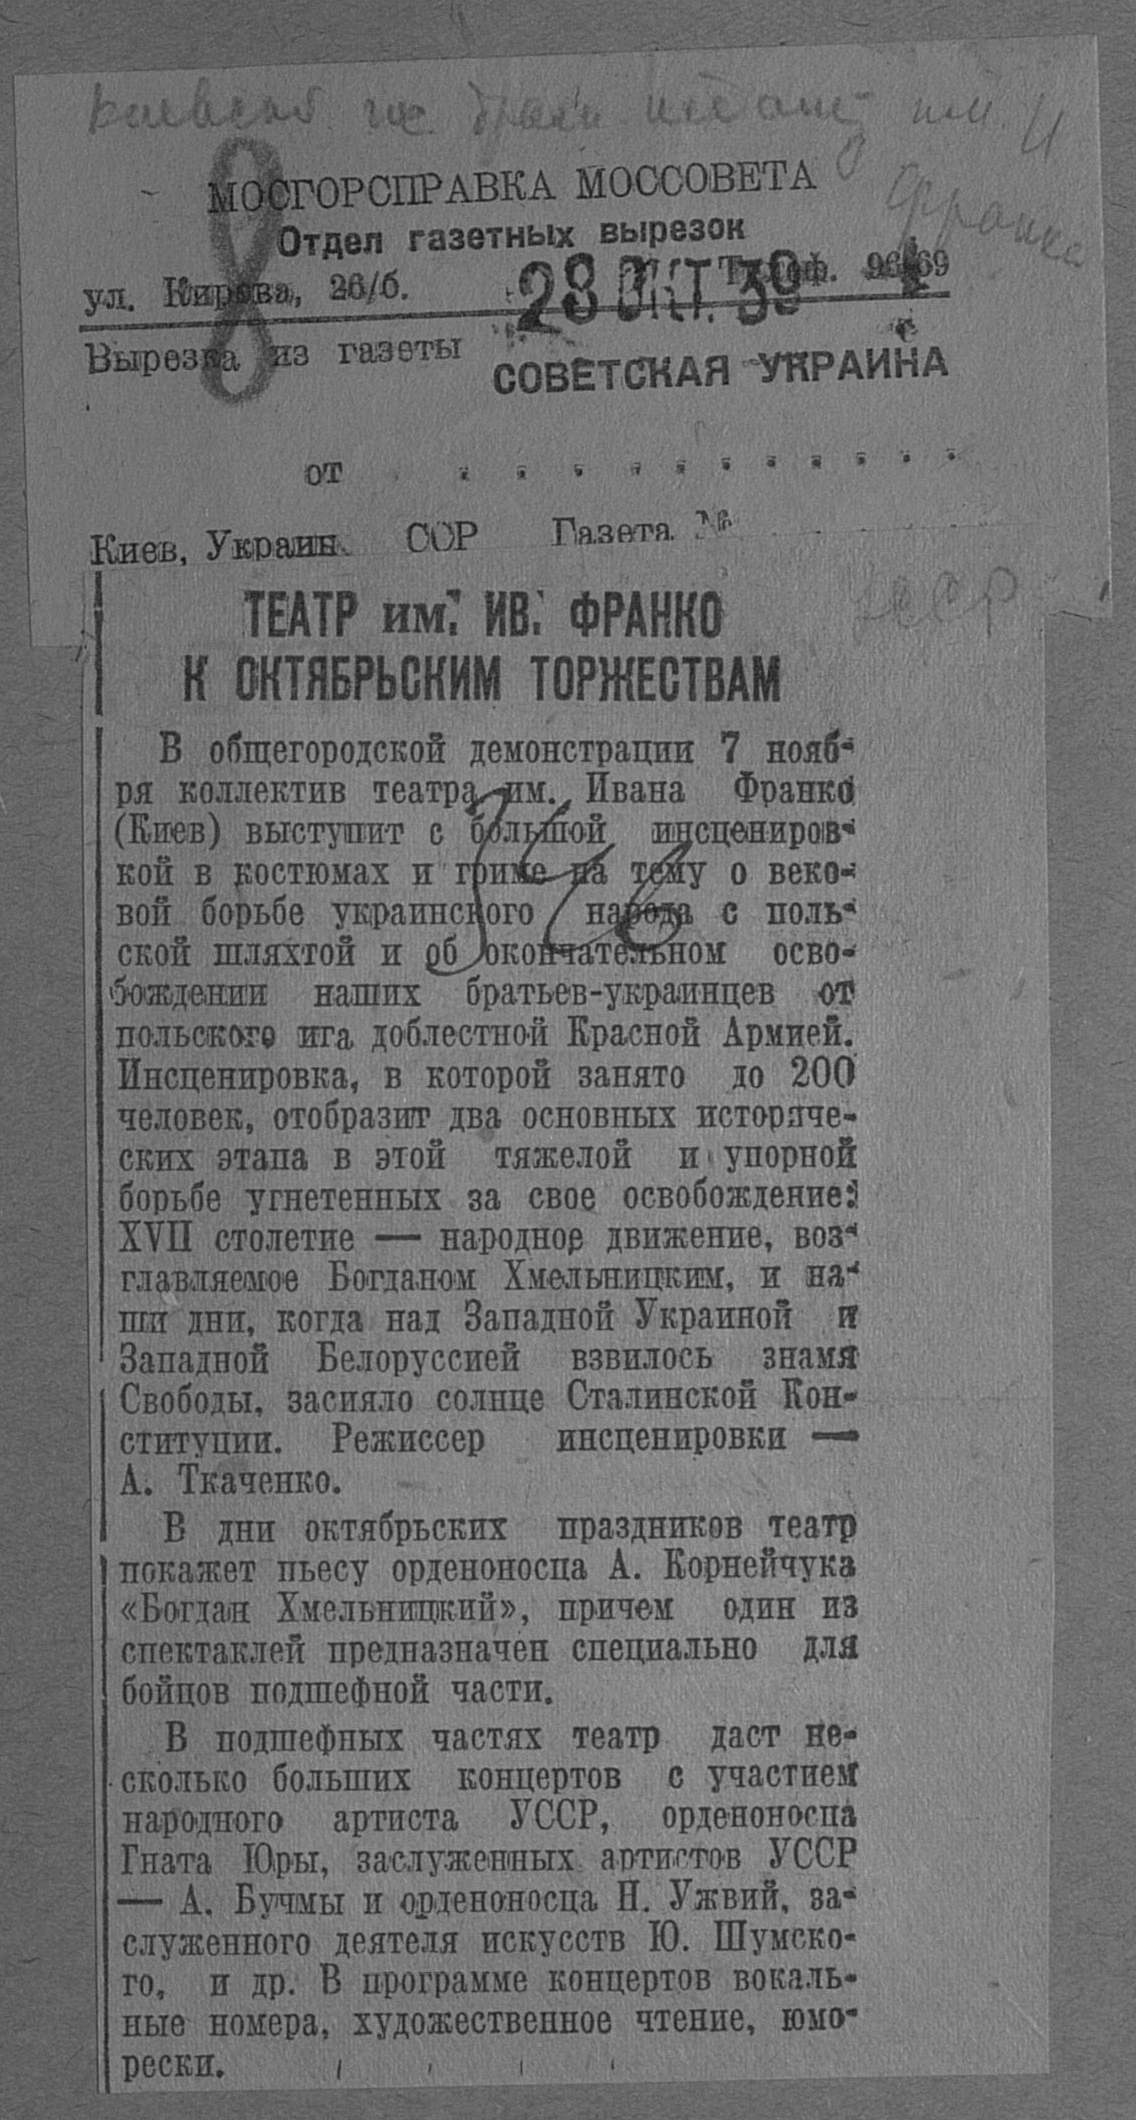 МОСГОРСПРАВКА МОССОВЕТА
Отдел газетных вырезок
ул. Кирова, 26/б. Телеф. 96-69
28 ОКТ. 39
Вырезка из газеты
СОВЕТСКАЯ УКРАИНА
от . . . . . . . . . . . .
Киев, Украин. ССР Газета №
УССР
ТЕАТР им. ИВ. ФРАНКО
К ОКТЯБРЬСКИМ ТОРЖЕСТВАМ
В общегородской демонстрации 7 нояб-
ря коллектив театра им. Ивана Франко
(Киев) выступит с большой инсцениров-
кой в костюмах и гриме на тему о веко-
вой борьбе украинского народа с поль-
ской шляхтой и об окончательном осво-
бождении наших братьев-украинцев от
польского ига доблестной Красной Армией.
Инсценировка, в которой занято до 200
человек, отобразит два основных историче-
ских этапа в этой тяжелой и упорной
борьбе угнетенных за свое освобождение:
XVII столетие — народное движение, воз-
главляемое Богданом Хмельницким, и на-
ши дни, когда над Западной Украиной и
Западной Белоруссией взвилось знамя
Свободы, засияло солнце Сталинской Кон-
ституции. Режиссер инсценировки —
А. Ткаченко.
В дни октябрьских праздников театр
покажет пьесу орденоносца А. Корнейчука
«Богдан Хмельницкий», причем один из
спектаклей предназначен специально для
бойцов подшефной части.
В подшефных частях театр даст не-
сколько больших концертов с участием
народного артиста УССР, орденоносца
Гната Юры, заслуженных артистов УССР
— А. Бучмы и орденоносца Н. Ужвий, за-
служенного деятеля искусств Ю. Шумско-
го, и др. В программе концертов вокаль-
ные номера, художественное чтение, юмо-
рески.